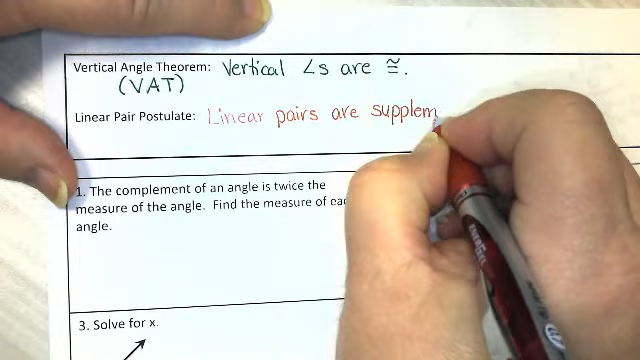 Vertical Angle Theorem: Vertical ∠s are ≅.
(VAT)
Linear Pair Postulate: Linear pairs are supplem
1. The complement of an angle is twice the
measure of the angle. Find the measure of
angle.
3. Solve for x.